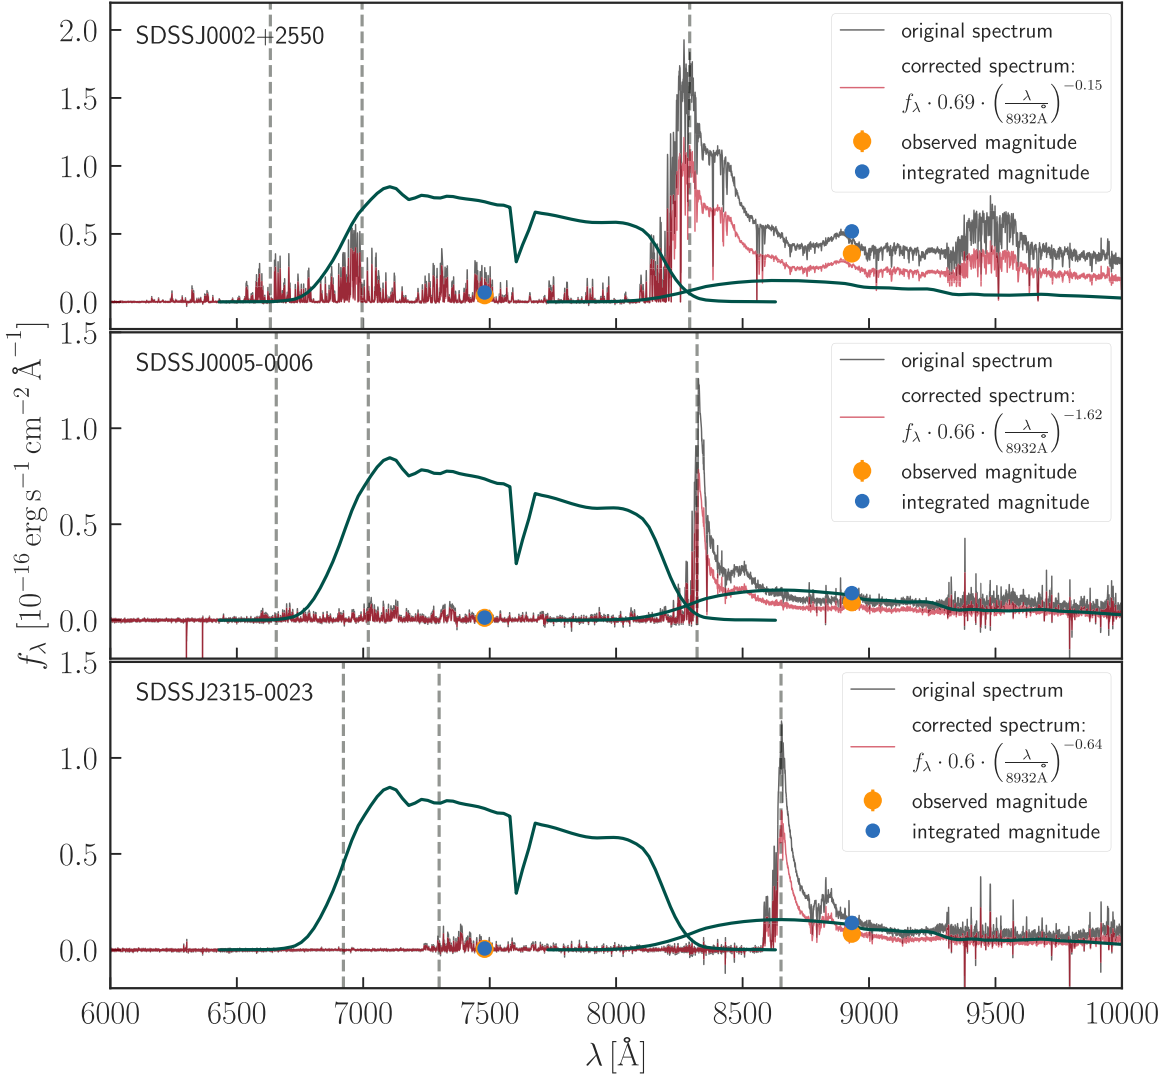 SDSSJ0002+2550
original spectrum
corrected spectrum:
f_λ · 0.69 · (λ/8932Å)^−0.15
observed magnitude
integrated magnitude
2.0
1.5
1.0
0.5
0.0
SDSSJ0005-0006
original spectrum
corrected spectrum:
f_λ · 0.66 · (λ/8932Å)^−1.62
observed magnitude
integrated magnitude
1.5
1.0
0.5
0.0
f_λ [10^−16 erg s^−1 cm^−2 Å^−1]
SDSSJ2315-0023
original spectrum
corrected spectrum:
f_λ · 0.6 · (λ/8932Å)^−0.64
observed magnitude
integrated magnitude
1.5
1.0
0.5
0.0
6000 6500 7000 7500 8000 8500 9000 9500 10000
λ [Å]